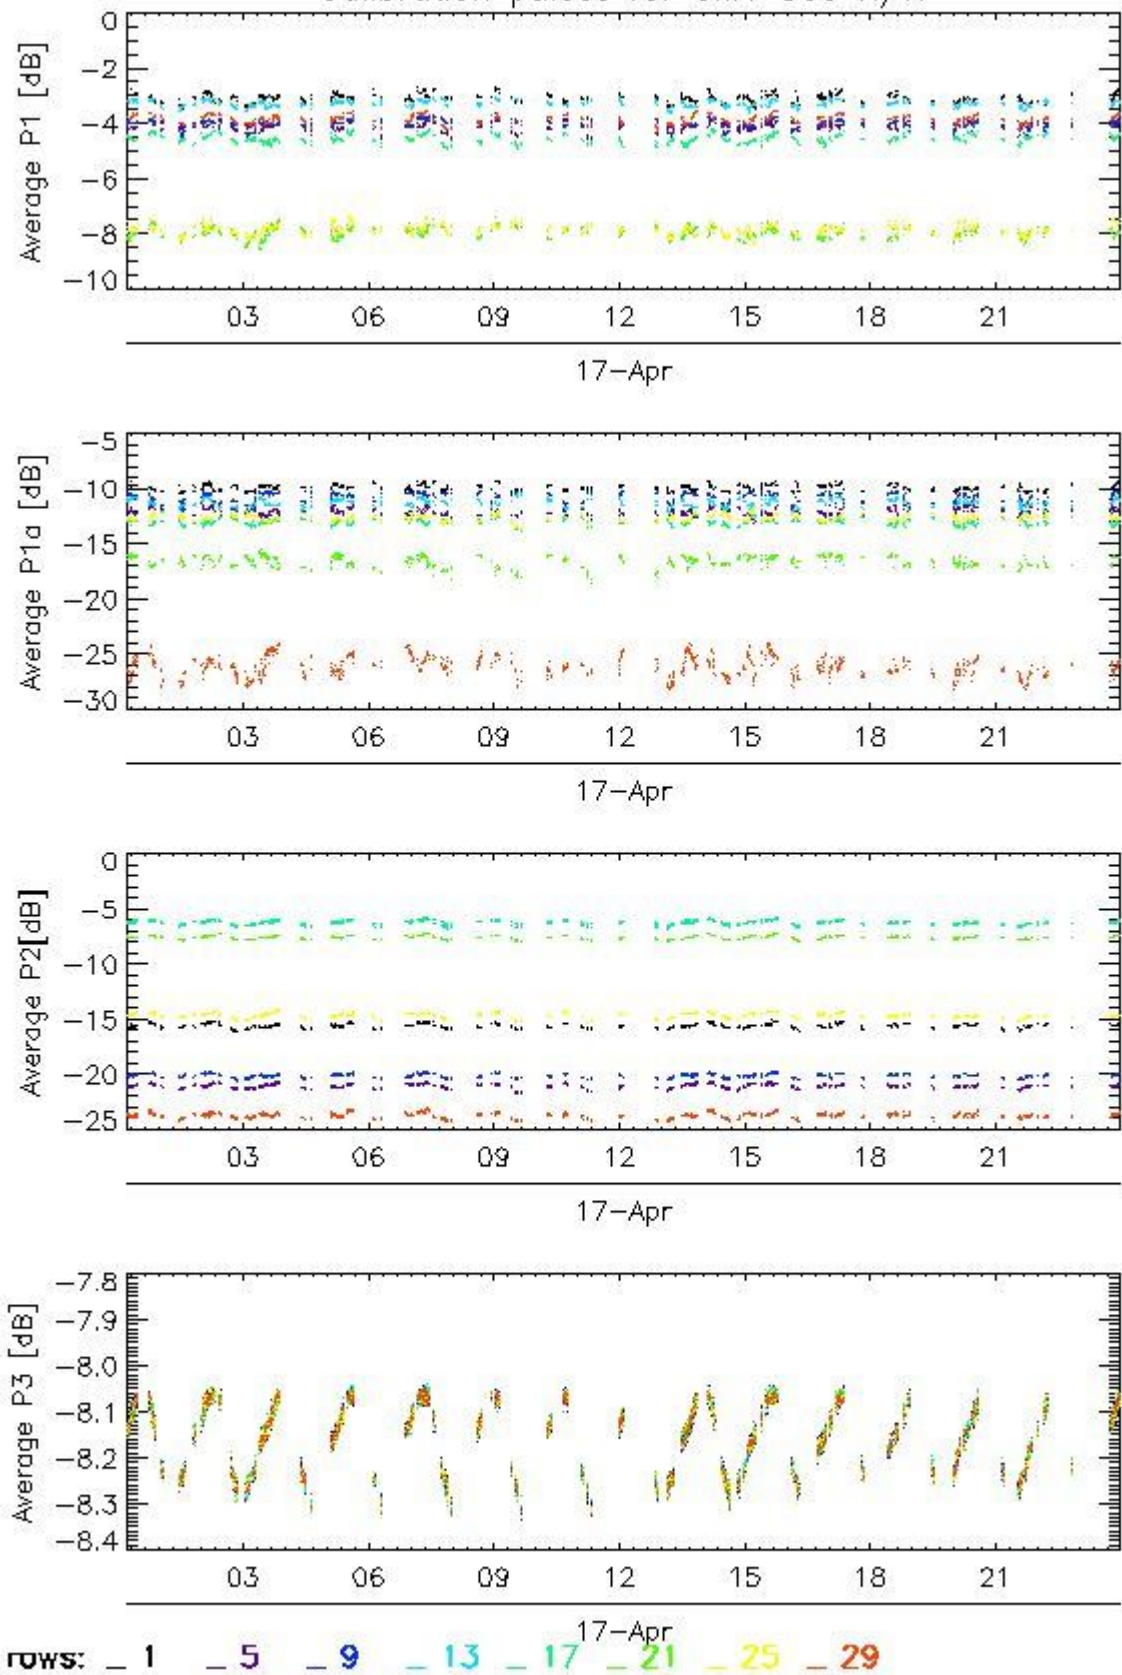 0
−2
−4
−6
−8
−10
Average P1 [dB]
03 06 09 12 15 18 21
17-Apr
−5
−10
−15
−20
−25
−30
Average P1a [dB]
03 06 09 12 15 18 21
17-Apr
0
−5
−10
−15
−20
−25
Average P2[dB]
03 06 09 12 15 18 21
17-Apr
−7.8
−7.9
−8.0
−8.1
−8.2
−8.3
−8.4
Average P3 [dB]
03 06 09 12 15 18 21
17-Apr
rows: _ 1 _ 5 _ 9 _ 13 _ 17 _ 21 _ 25 _ 29